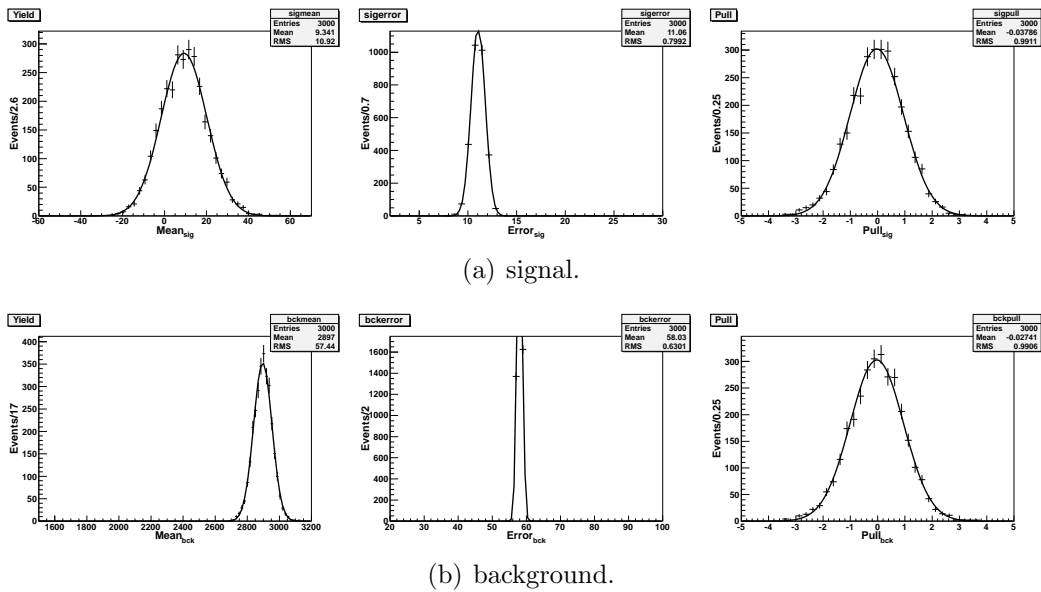 Yield
sigmean
Entries 3000
Mean 9.341
RMS 10.92
Events/2.6
300
250
200
150
100
50
0
-60 -40 -20 0 20 40 60
Mean_sig
sigerror
sigerror
Entries 3000
Mean 11.06
RMS 0.7992
Events/0.7
1000
800
600
400
200
0
5 10 15 20 25 30
Error_sig
Pull
sigpull
Entries 3000
Mean -0.03786
RMS 0.9911
Events/0.25
300
250
200
150
100
50
0
-5 -4 -3 -2 -1 0 1 2 3 4 5
Pull_sig
(a) signal.
Yield
bckmean
Entries 3000
Mean 2897
RMS 57.44
Events/17
400
350
300
250
200
150
100
50
0
1600 1800 2000 2200 2400 2600 2800 3000 3200
Mean_bck
bckerror
bckerror
Entries 3000
Mean 58.03
RMS 0.6301
Events/2
1600
1400
1200
1000
800
600
400
200
0
20 30 40 50 60 70 80 90 100
Error_bck
Pull
bckpull
Entries 3000
Mean -0.02741
RMS 0.9906
Events/0.25
300
250
200
150
100
50
0
-5 -4 -3 -2 -1 0 1 2 3 4 5
Pull_bck
(b) background.